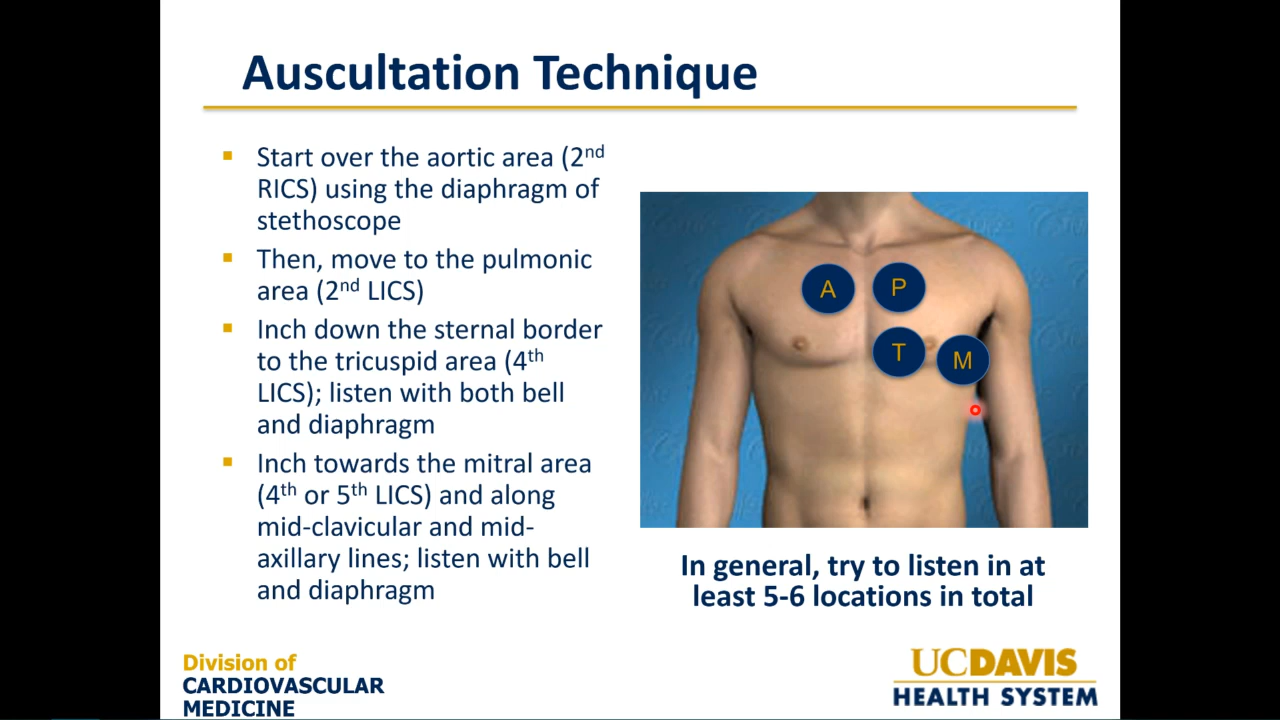 Auscultation Technique
Start over the aortic area (2nd
RICS) using the diaphragm of
stethoscope
Then, move to the pulmonic
area (2nd LICS)
Inch down the sternal border
to the tricuspid area (4th
LICS); listen with both bell
and diaphragm
Inch towards the mitral area
(4th or 5th LICS) and along
mid-clavicular and mid-
axillary lines; listen with bell
and diaphragm
A
P
T
M
In general, try to listen in at
least 5-6 locations in total
Division of
CARDIOVASCULAR
MEDICINE
UCDAVIS
HEALTH SYSTEM